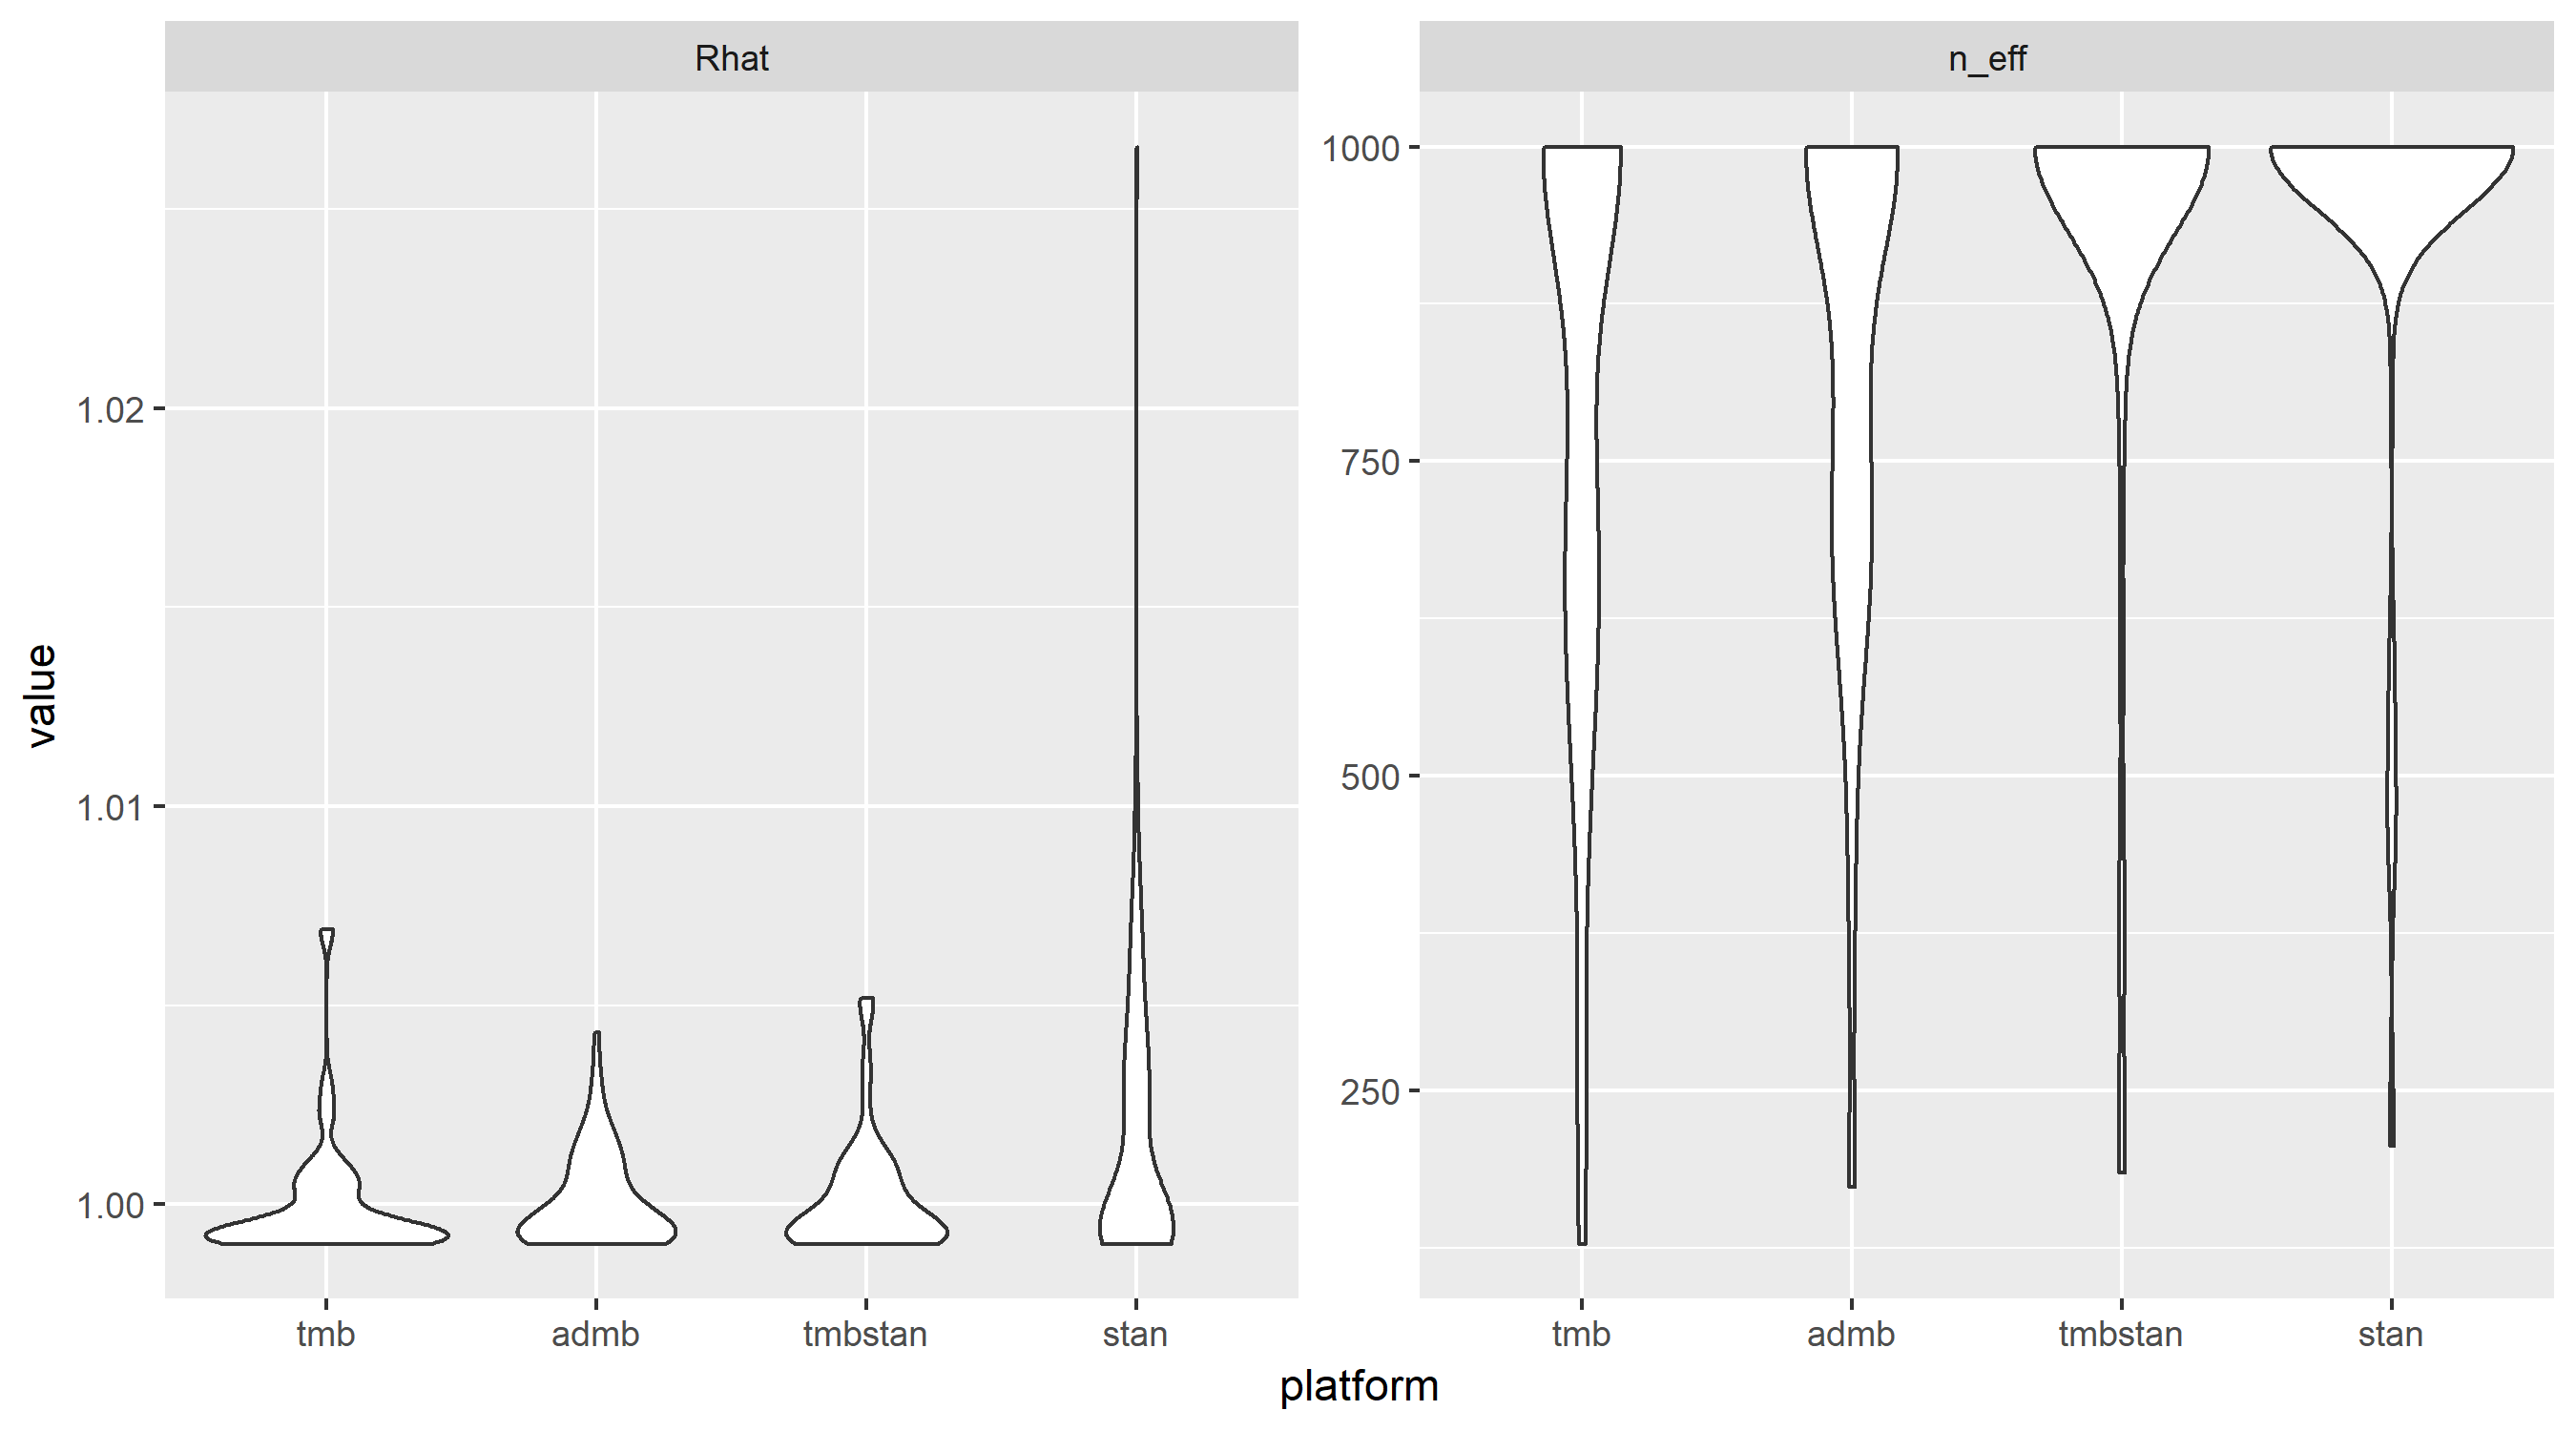 Rhat
n_eff
value
1.02
1.01
1.00
1000
750
500
250
tmb
admb
tmbstan
stan
tmb
admb
tmbstan
stan
platform